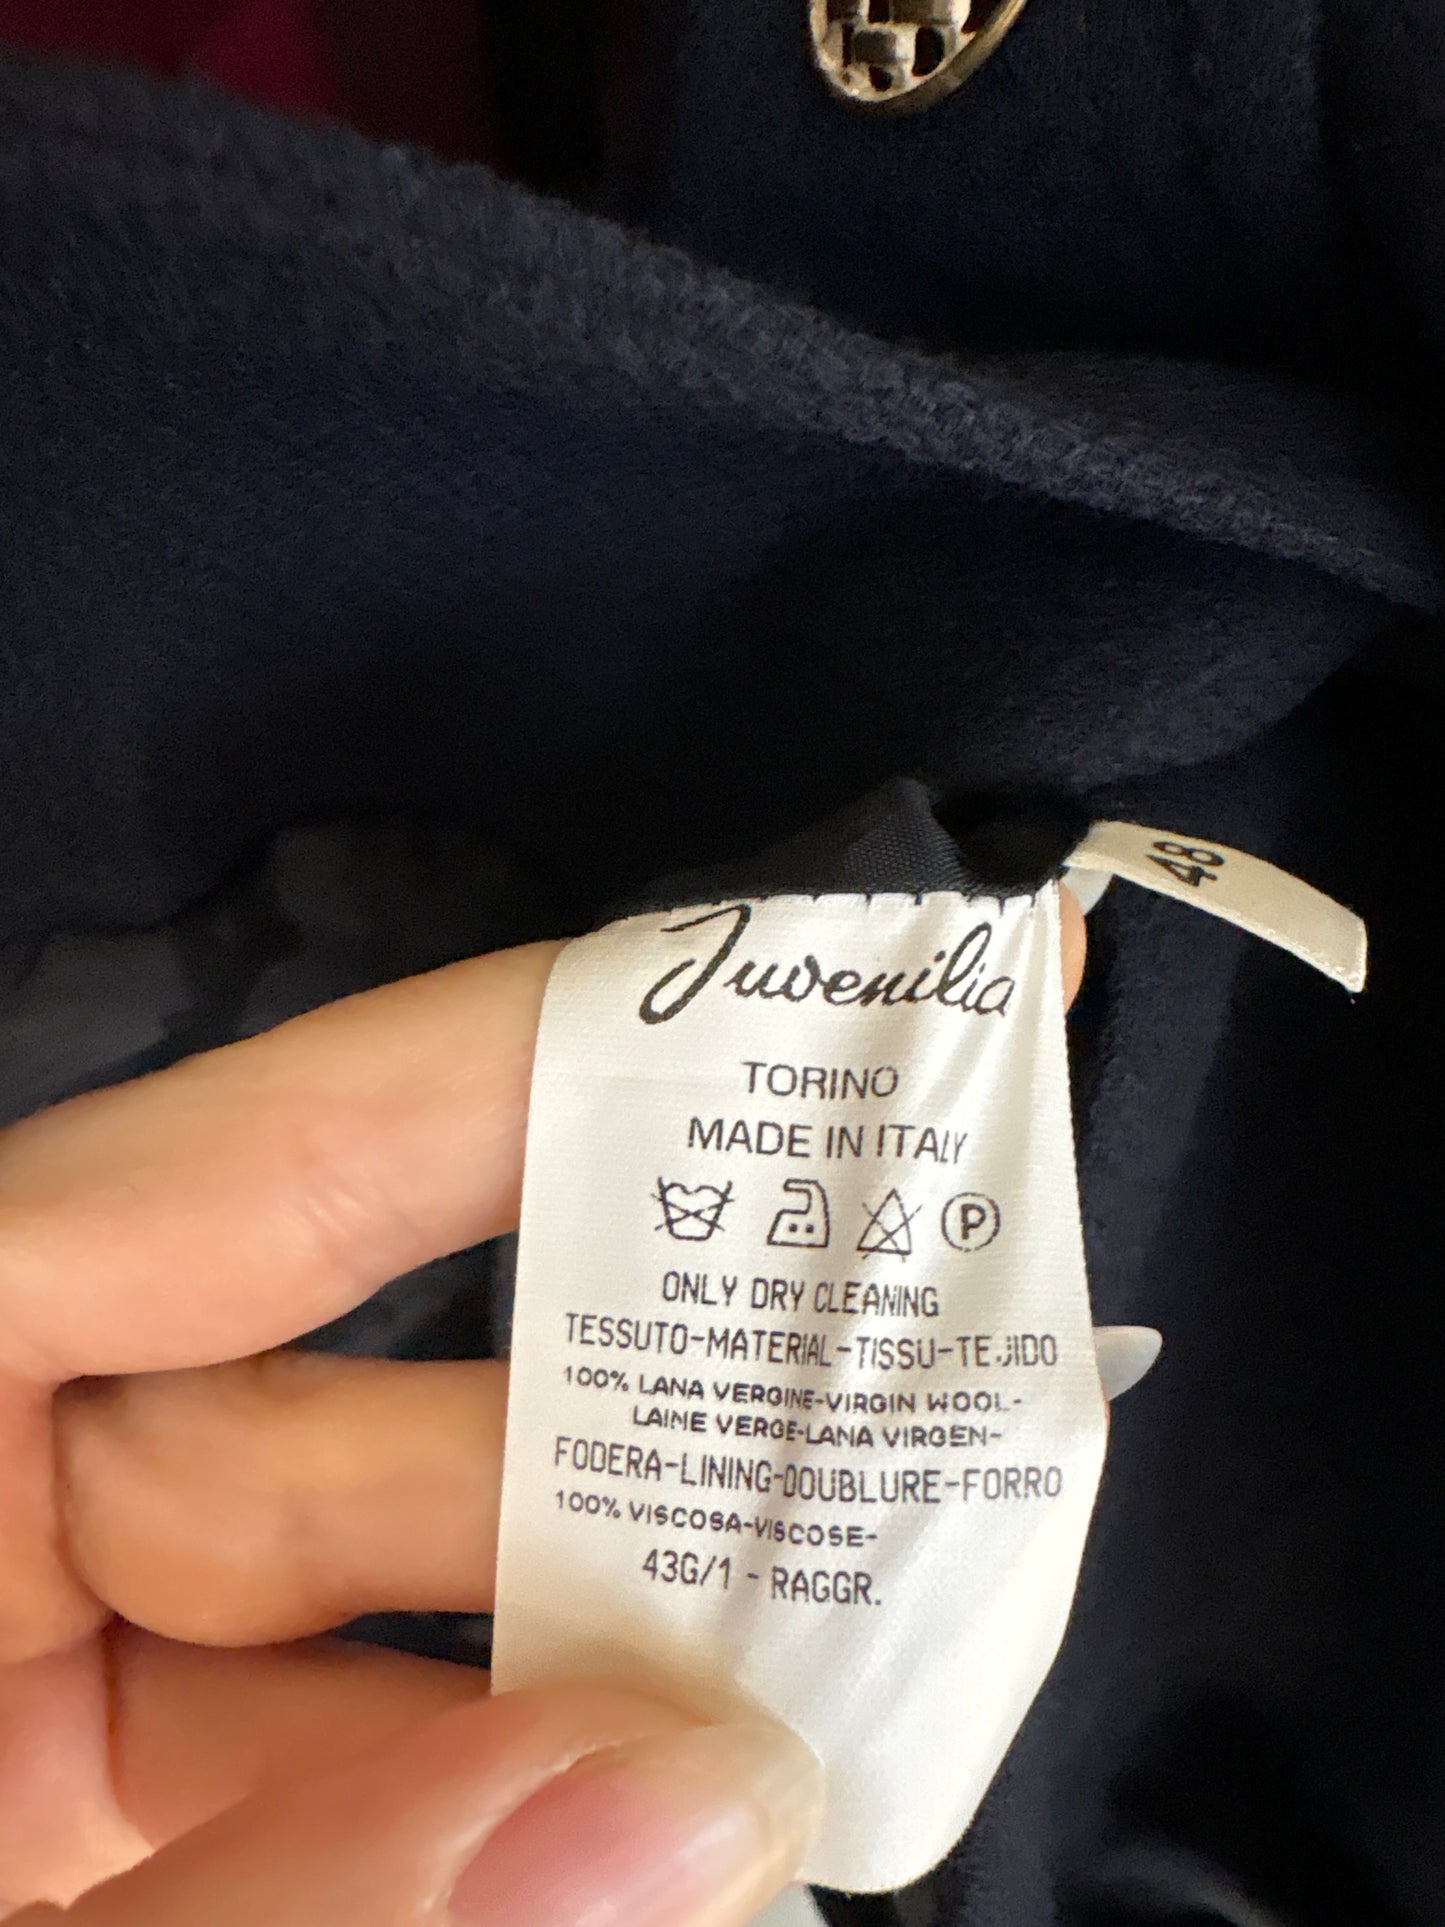 48
Juvenilia
TORINO
MADE IN ITALY
P
ONLY DRY CLEANING
TESSUTO-MATERIAL-TISSU-TEJIDO
100% LANA VERGINE-VIRGIN WOOL-
LAINE VERGE-LANA VIRGEN-
FODERA-LINING-DOUBLURE-FORRO
100% VISCOSA-VISCOSE-
43G/1 - RAGGR.